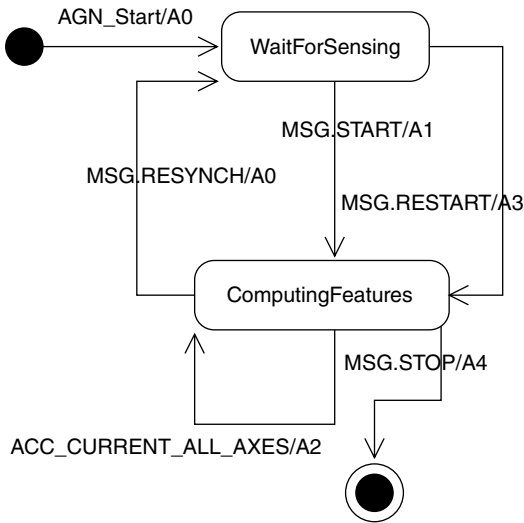 AGN_Start/A0
WaitForSensing
MSG.START/A1
MSG.RESYNCH/A0
MSG.RESTART/A3
ComputingFeatures
MSG.STOP/A4
ACC_CURRENT_ALL_AXES/A2